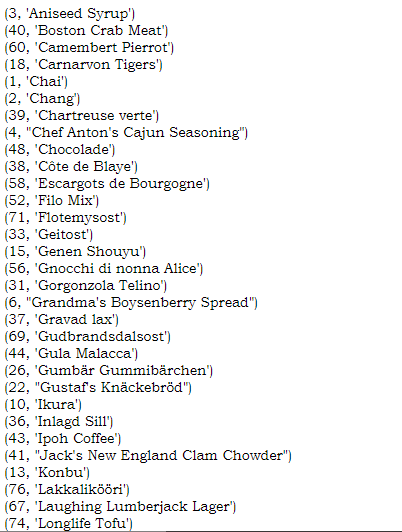 (3, 'Aniseed Syrup')
(40, 'Boston Crab Meat')
(60, 'Camembert Pierrot')
(18, 'Carnarvon Tigers')
(1, 'Chai')
(2, 'Chang')
(39, 'Chartreuse verte')
(4, "Chef Anton's Cajun Seasoning")
(48, 'Chocolade')
(38, 'Côte de Blaye')
(58, 'Escargots de Bourgogne')
(52, 'Filo Mix')
(71, 'Flotemysost')
(33, 'Geitost')
(15, 'Genen Shouyu')
(56, 'Gnocchi di nonna Alice')
(31, 'Gorgonzola Telino')
(6, "Grandma's Boysenberry Spread")
(37, 'Gravad lax')
(69, 'Gudbrandsdalsost')
(44, 'Gula Malacca')
(26, 'Gumbär Gummibärchen')
(22, "Gustaf's Knäckebröd")
(10, 'Ikura')
(36, 'Inlagd Sill')
(43, 'Ipoh Coffee')
(41, "Jack's New England Clam Chowder")
(13, 'Konbu')
(76, 'Lakkalikööri')
(67, 'Laughing Lumberjack Lager')
(74, 'Longlife Tofu')